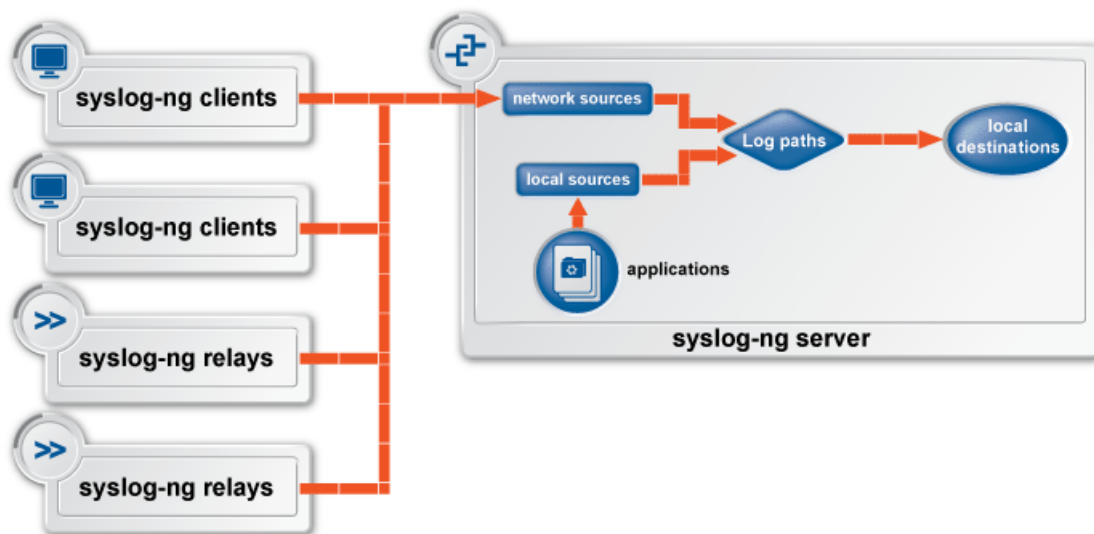 syslog-ng clients
syslog-ng clients
syslog-ng relays
syslog-ng relays
network sources
local sources
applications
Log paths
local
destinations
syslog-ng server